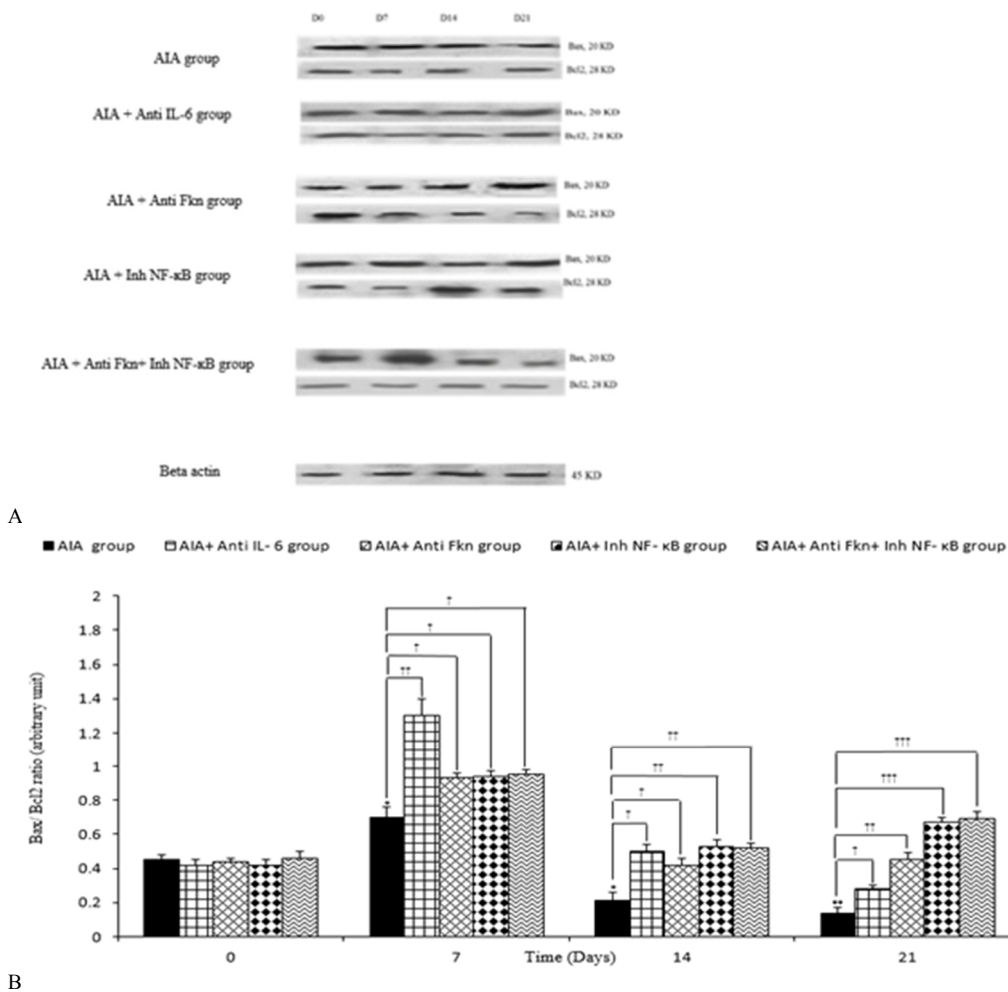 D0 D7 D14 D21
AIA group
Bax, 20 KD
Bcl2, 28 KD
AIA + Anti IL-6 group
Bax, 20 KD
Bcl2, 28 KD
AIA + Anti Fkn group
Bax, 20 KD
Bcl2, 28 KD
AIA + Inh NF-κB group
Bax, 20 KD
Bcl2, 28 KD
AIA + Anti Fkn+ Inh NF-κB group
Bax, 20 KD
Bcl2, 28 KD
Beta actin
45 KD
A
AIA group AIA+ Anti IL- 6 group AIA+ Anti Fkn group AIA+ Inh NF- κB group AIA+ Anti Fkn+ Inh NF- κB group
Bax/ Bcl2 ratio (arbitrary unit)
2
1.8
1.6
1.4
1.2
1
0.8
0.6
0.4
0.2
0
†
†
†
††
*
††
††
†
†
*
†††
†††
††
†
**
0 7 14 21
Time (Days)
B